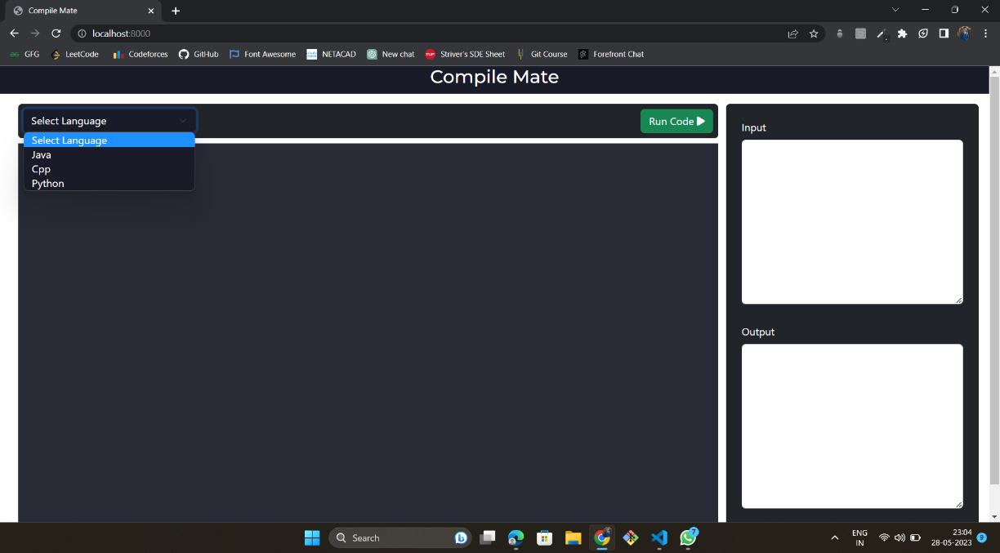 Compile Mate
localhost:8000
GFG LeetCode Codeforces GitHub Font Awesome NETACAD New chat Striver's SDE Sheet Git Course Forefront Chat
Compile Mate
Select Language
Run Code
Select Language
Java
Cpp
Python
Input
Output
Search
7
ENG
IN
23:04
28-05-2023
9